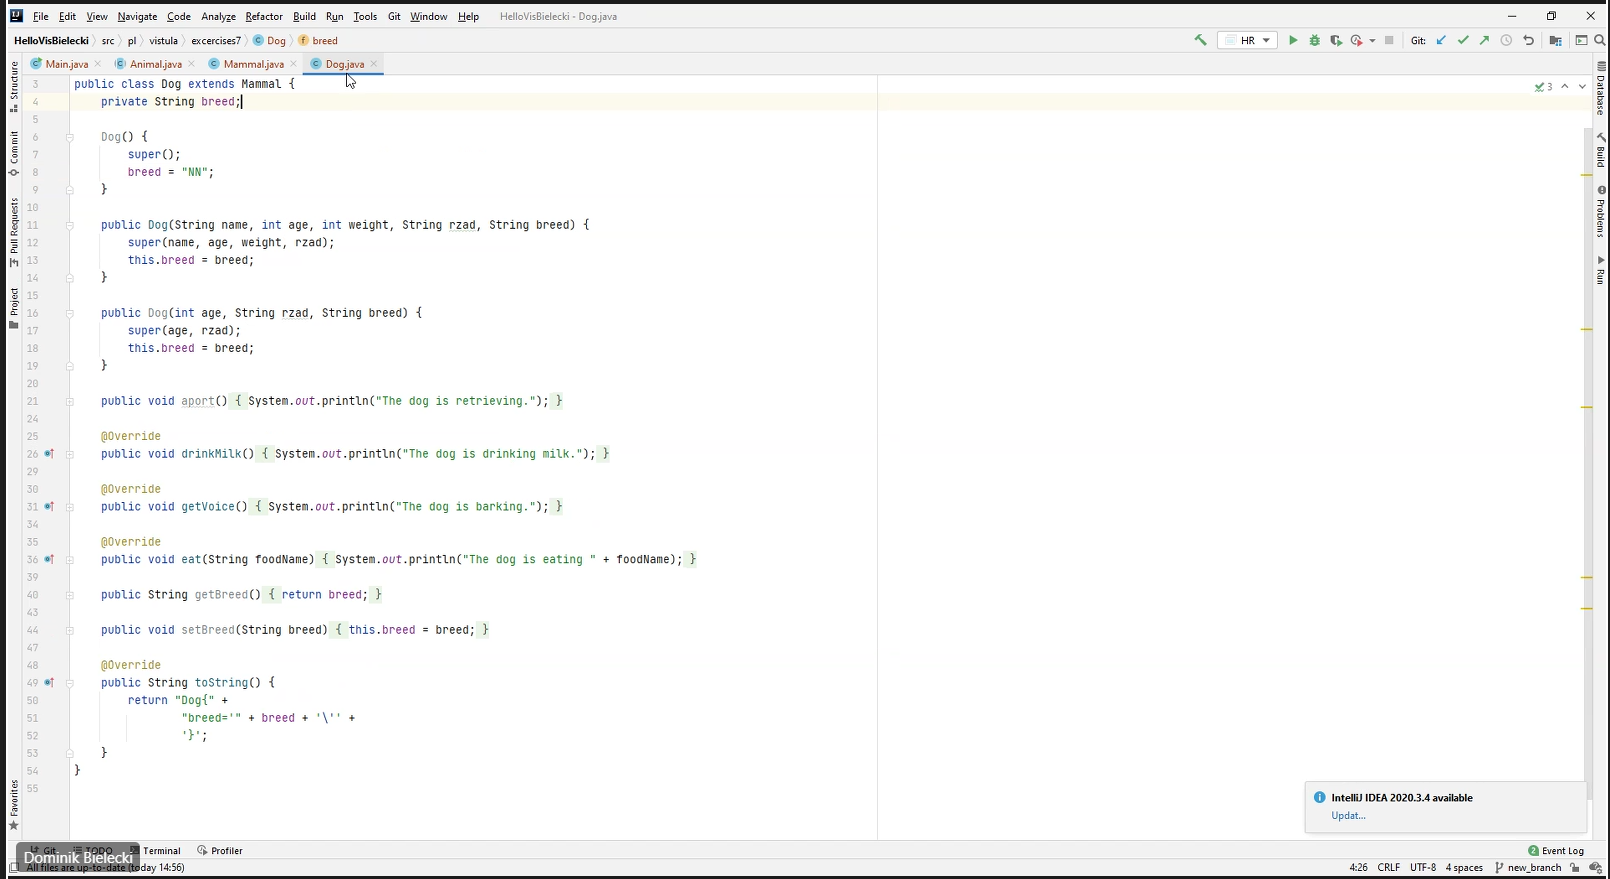 File Edit View Navigate Code Analyze Refactor Build Run Tools Git Window Help HelloVisBielecki - Dog.java
HelloVisBielecki src pl vistula excercises7 Dog breed HR Git:
Main.java Animal.java Mammal.java Dog.java
3 public class Dog extends Mammal { 3
4 private String breed;
5
6 Dog() {
7 super();
8 breed = "NN";
9 }
10
11 public Dog(String name, int age, int weight, String rzad, String breed) {
12 super(name, age, weight, rzad);
13 this.breed = breed;
14 }
15
16 public Dog(int age, String rzad, String breed) {
17 super(age, rzad);
18 this.breed = breed;
19 }
20
21 public void aport() { System.out.println("The dog is retrieving."); }
24
25 @Override
26 public void drinkMilk() { System.out.println("The dog is drinking milk."); }
29
30 @Override
31 public void getVoice() { System.out.println("The dog is barking."); }
34
35 @Override
36 public void eat(String foodName) { System.out.println("The dog is eating " + foodName); }
39
40 public String getBreed() { return breed; }
43
44 public void setBreed(String breed) { this.breed = breed; }
47
48 @Override
49 public String toString() {
50 return "Dog{" +
51 "breed='" + breed + '\'' +
52 '}';
53 }
54 }
55
Structure
Commit
Pull Requests
Project
Favorites
Database
Build
Problems
Run
IntelliJ IDEA 2020.3.4 available
Updat...
Git TODO Terminal Profiler 2 Event Log
Dominik Bielecki
All files are up-to-date (today 14:56) 4:26 CRLF UTF-8 4 spaces new_branch